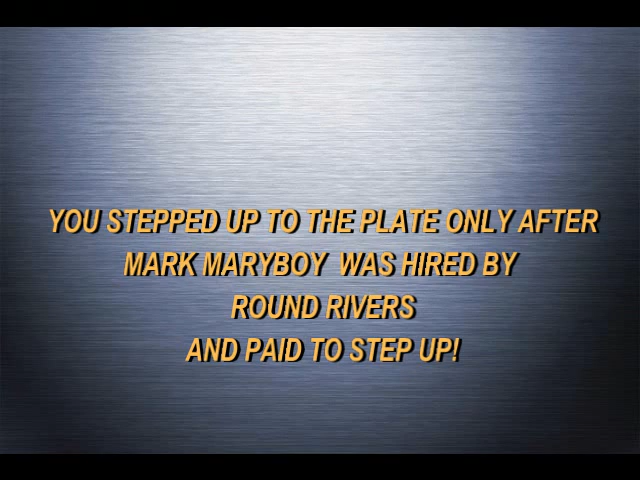 YOU STEPPED UP TO THE PLATE ONLY AFTER
MARK MARYBOY WAS HIRED BY
ROUND RIVERS
AND PAID TO STEP UP!